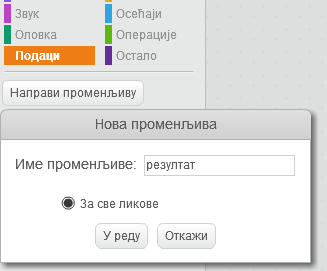 Звук Осећаји
Оловка Операције
Подаци Остало
Направи променљиву
Нова променљива
Име променљиве: резултат
За све ликове
У реду Откажи